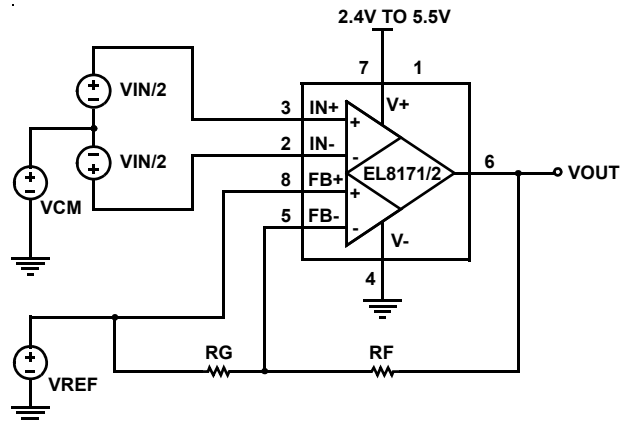 2.4V TO 5.5V
7 1
VIN/2
3 IN+ V+
+
-
2 IN-
VIN/2
EL8171/2
6
VOUT
8 FB+
+
-
VCM
5 FB-
V-
4
RG RF
VREF